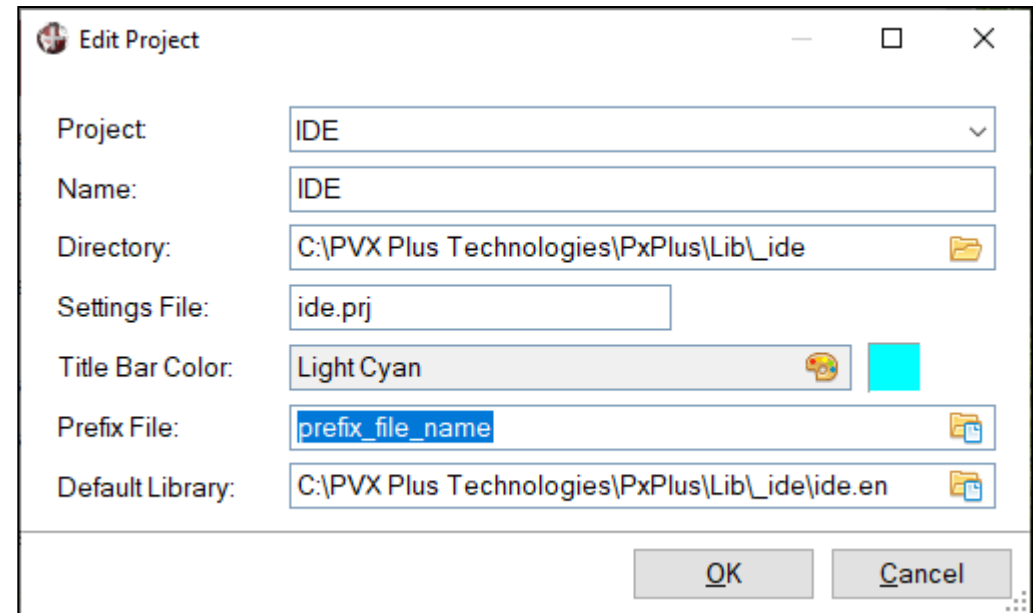 Edit Project
Project: IDE
Name: IDE
Directory: C:\PVX Plus Technologies\PxPlus\Lib\_ide
Settings File: ide.prj
Title Bar Color: Light Cyan
Prefix File: prefix_file_name
Default Library: C:\PVX Plus Technologies\PxPlus\Lib\_ide\ide.en
OK Cancel